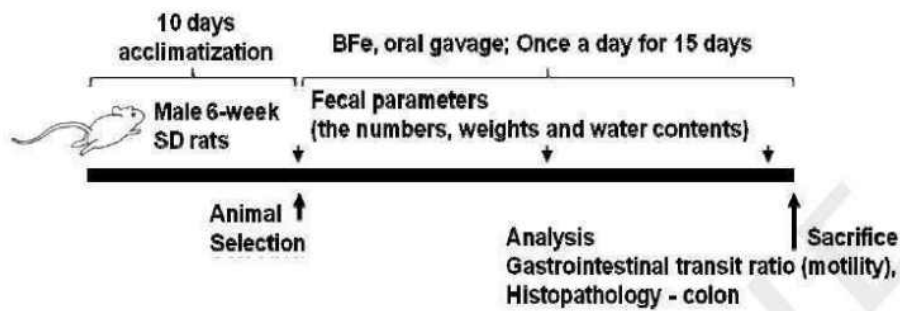 10 days
acclimatization
BFe, oral gavage; Once a day for 15 days
Male 6-week
SD rats
Fecal parameters
(the numbers, weights and water contents)
Animal
Selection
Analysis
Sacrifice
Gastrointestinal transit ratio (motility),
Histopathology - colon